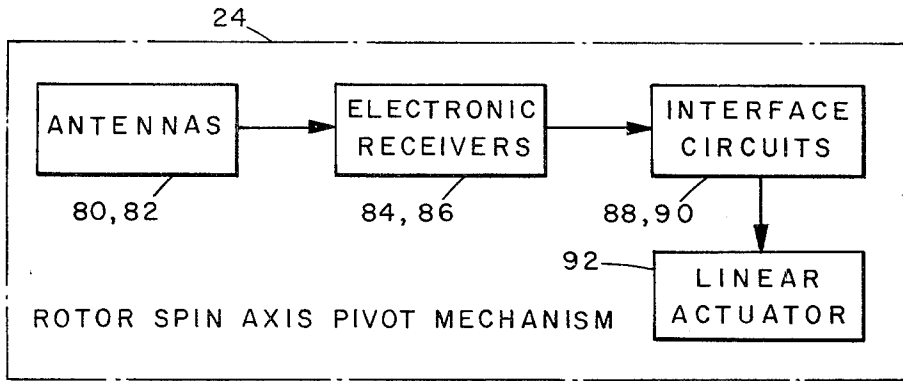 24
ANTENNAS
ELECTRONIC
RECEIVERS
INTERFACE
CIRCUITS
80,82
84,86
88,90
92
LINEAR
ACTUATOR
ROTOR SPIN AXIS PIVOT MECHANISM